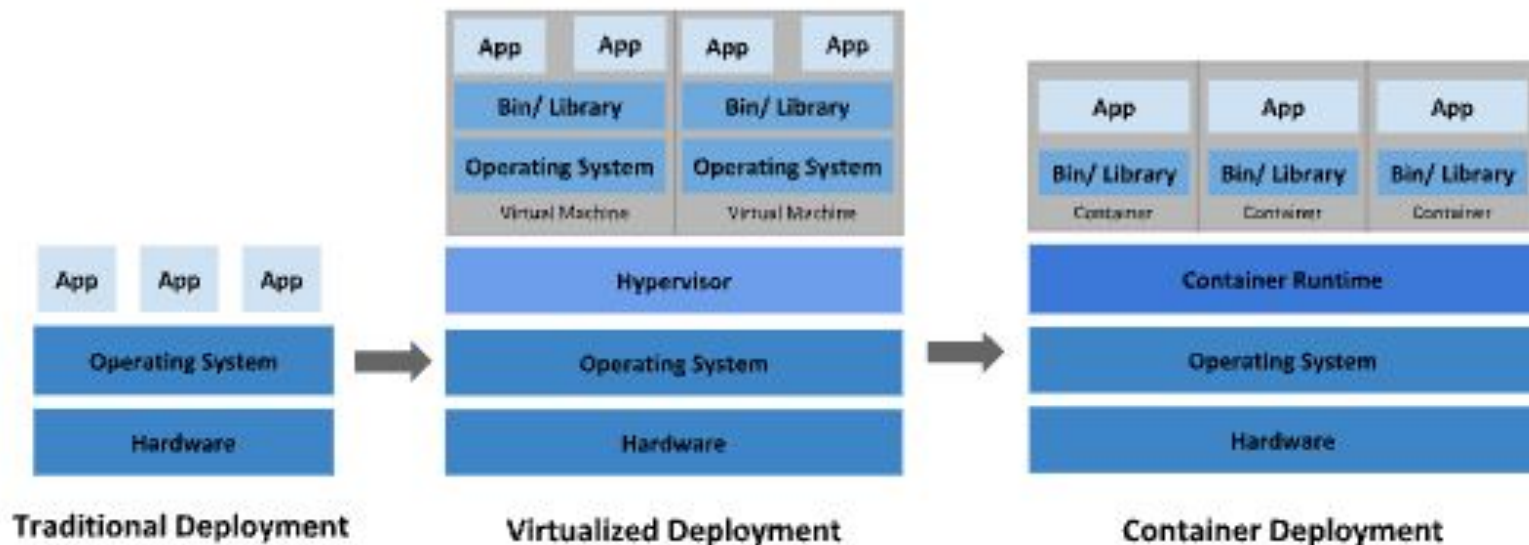 App
App
App
Operating System
Hardware
Traditional Deployment
App
App
App
App
Bin/ Library
Bin/ Library
Operating System
Operating System
Virtual Machine
Virtual Machine
Hypervisor
Operating System
Hardware
Virtualized Deployment
App
App
App
Bin/ Library
Bin/ Library
Bin/ Library
Container
Container
Container
Container Runtime
Operating System
Hardware
Container Deployment